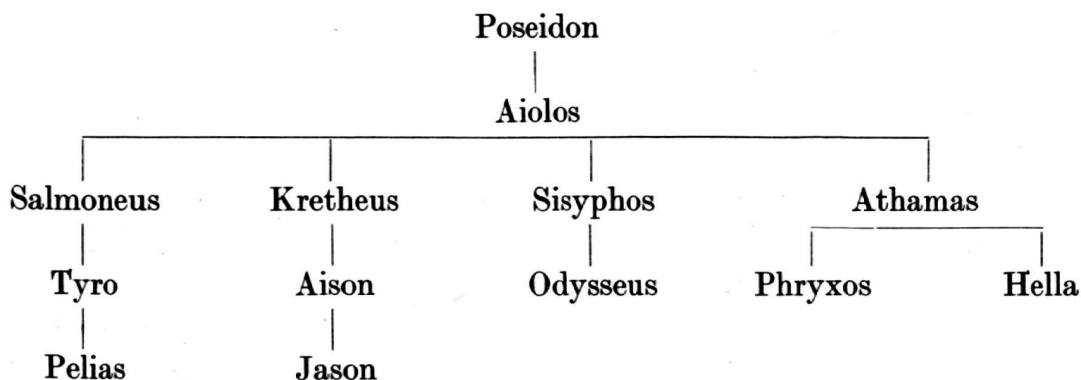 Poseidon
Aiolos
Salmoneus Kretheus Sisyphos Athamas
Tyro Aison Odysseus Phryxos Hella
Pelias Jason